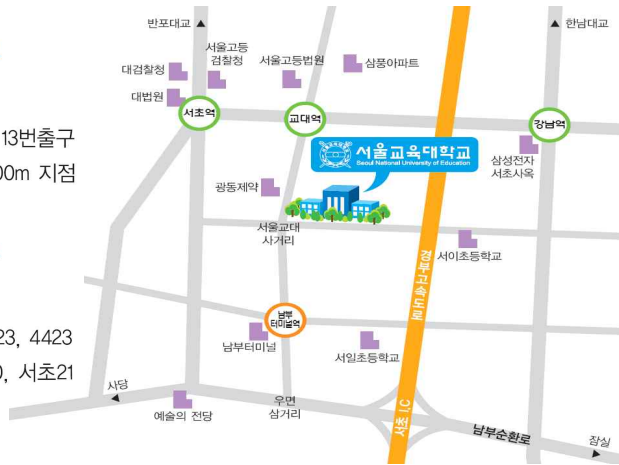 반포대교
한남대교
서울고등
검찰청
서울고등법원
삼풍아파트
대검찰청
대법원
서초역
교대역
강남역
13번출구
00m 지점
서울교육대학교
Seoul National University of Education
삼성전자
서초사옥
광동제약
서울교대
사거리
서이초등학교
경부고속도로
남부
터미널역
23, 4423
남부터미널
서일초등학교
0, 서초21
사당
예술의 전당
우면
삼거리
서초 I.C
남부순환로
잠실